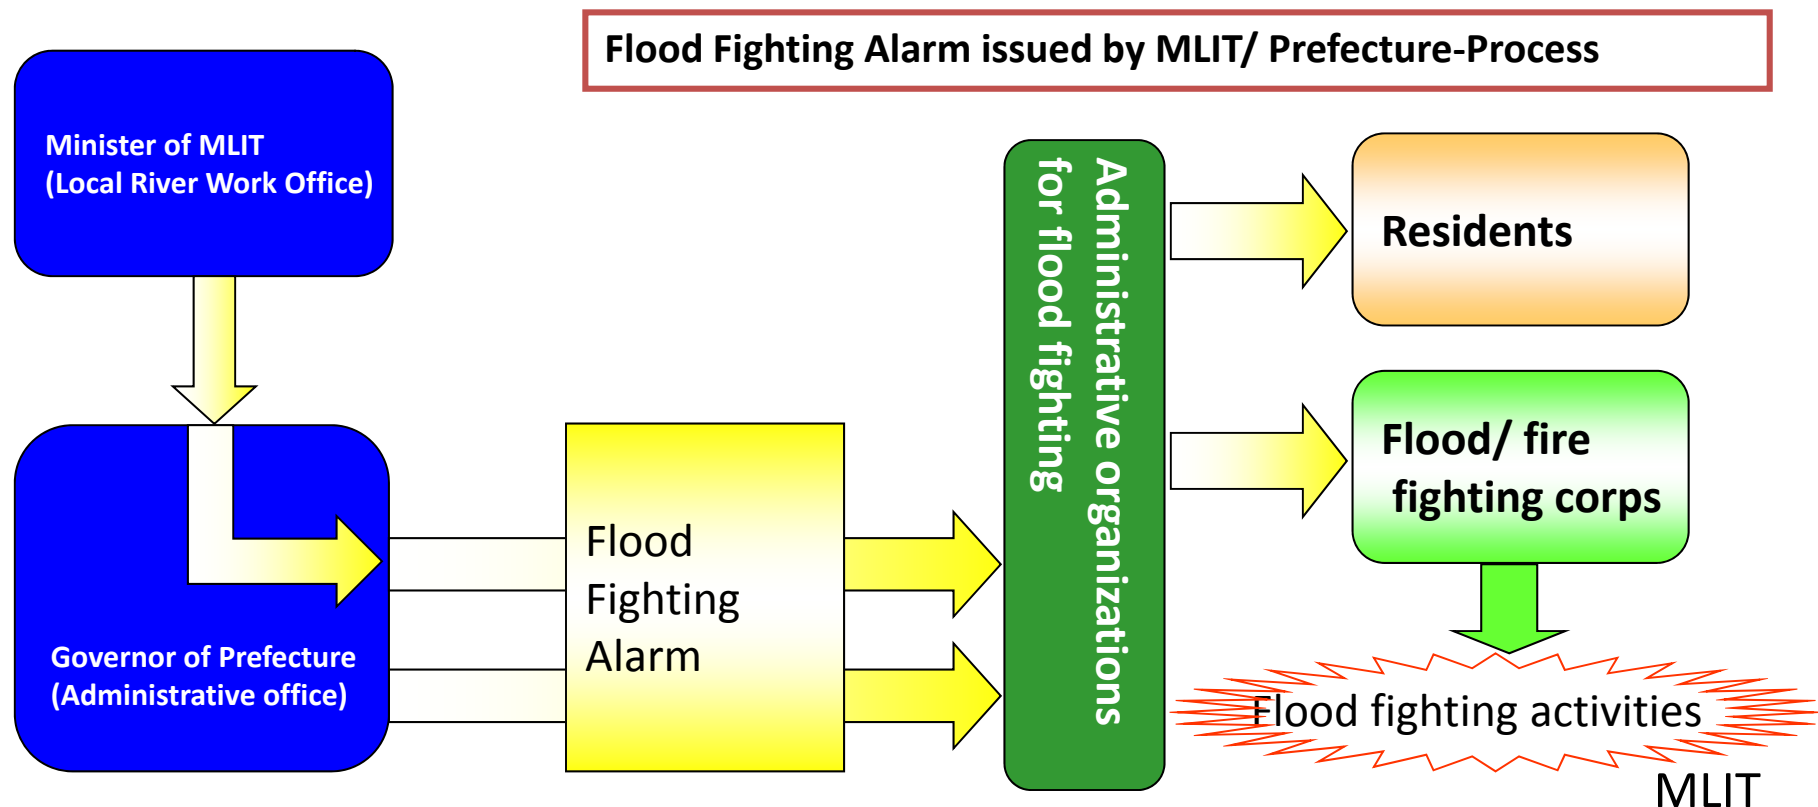 Flood Fighting Alarm issued by MLIT/ Prefecture-Process
Minister of MLIT
(Local River Work Office)
Governor of Prefecture
(Administrative office)
Flood
Fighting
Alarm
Administrative organizations
for flood fighting
Residents
Flood/ fire
fighting corps
Flood fighting activities
MLIT